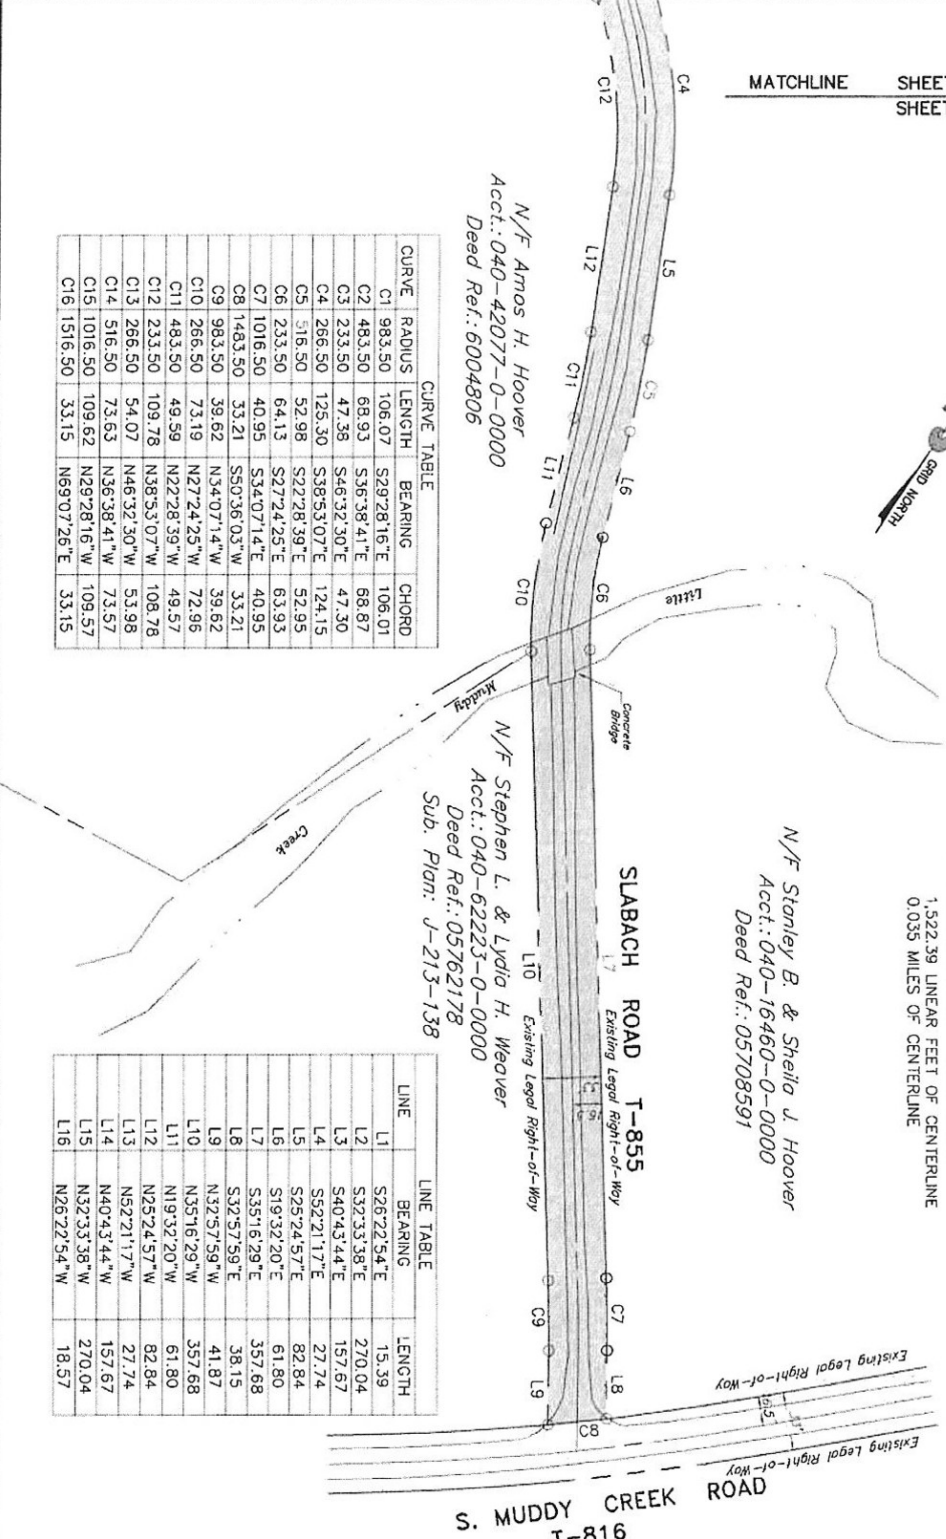 MATCHLINE
C4
C12
L12
L5
C11
C5
L11
L6
C10
C6
GRID NORTH
N/F Amos H. Hoover
Acct.: 040-42077-0-0000
Deed Ref.: 6004806
Little
Muddy
Creek
Concrete
Bridge
N/F Stephen L. & Lydia H. Weaver
Acct.: 040-62223-0-0000
Deed Ref.: 05762178
Sub. Plan: J-213-138
N/F Stanley B. & Sheila J. Hoover
Acct.: 040-16460-0-0000
Deed Ref.: 05708591
1,522.39 LINEAR FEET OF CENTERLINE
0.035 MILES OF CENTERLINE
SLABACH ROAD T-855
L7 Existing Legal Right-of-Way
L10 Existing Legal Right-of-Way
33'
16.5'
C7
C9
L8
L9
C8
Existing Legal Right-of-Way
16.5'
33'
Existing Legal Right-of-Way
S. MUDDY CREEK ROAD
T-816
CURVE TABLE
CURVE RADIUS LENGTH BEARING CHORD
C1 983.50 106.07 S29°28'16"E 106.01
C2 483.50 68.93 S36°38'41"E 68.87
C3 233.50 47.38 S46°32'30"E 47.30
C4 266.50 125.30 S38°53'07"E 124.15
C5 516.50 52.98 S22°28'39"E 52.95
C6 233.50 64.13 S27°24'25"E 63.93
C7 1016.50 40.95 S34°07'14"E 40.95
C8 1483.50 33.21 S50°36'03"W 33.21
C9 983.50 39.62 N34°07'14"W 39.62
C10 266.50 73.19 N27°24'25"W 72.96
C11 483.50 49.59 N22°28'39"W 49.57
C12 233.50 109.78 N38°53'07"W 108.78
C13 266.50 54.07 N46°32'30"W 53.98
C14 516.50 73.63 N36°38'41"W 73.57
C15 1016.50 109.62 N29°28'16"W 109.57
C16 1516.50 33.15 N69°07'26"E 33.15
LINE TABLE
LINE BEARING LENGTH
L1 S26°22'54"E 15.39
L2 S32°33'38"E 270.04
L3 S40°43'44"E 157.67
L4 S52°21'17"E 27.74
L5 S25°24'57"E 82.84
L6 S19°32'20"E 61.80
L7 S35°16'29"E 357.68
L8 S32°57'59"E 38.15
L9 N32°57'59"W 41.87
L10 N35°16'29"W 357.68
L11 N19°32'20"W 61.80
L12 N25°24'57"W 82.84
L13 N52°21'17"W 27.74
L14 N40°43'44"W 157.67
L15 N32°33'38"W 270.04
L16 N26°22'54"W 18.57